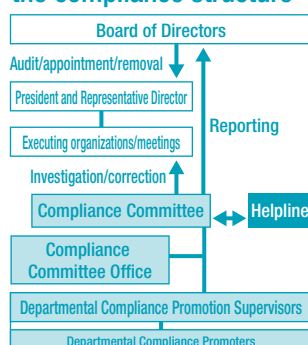 the compliance structure
Board of Directors
Audit/appointment/removal
President and Representative Director
Reporting
Executing organizations/meetings
Investigation/correction
Compliance Committee
Helpline
Compliance
Committee Office
Departmental Compliance Promotion Supervisors
Departmental Compliance Promoters